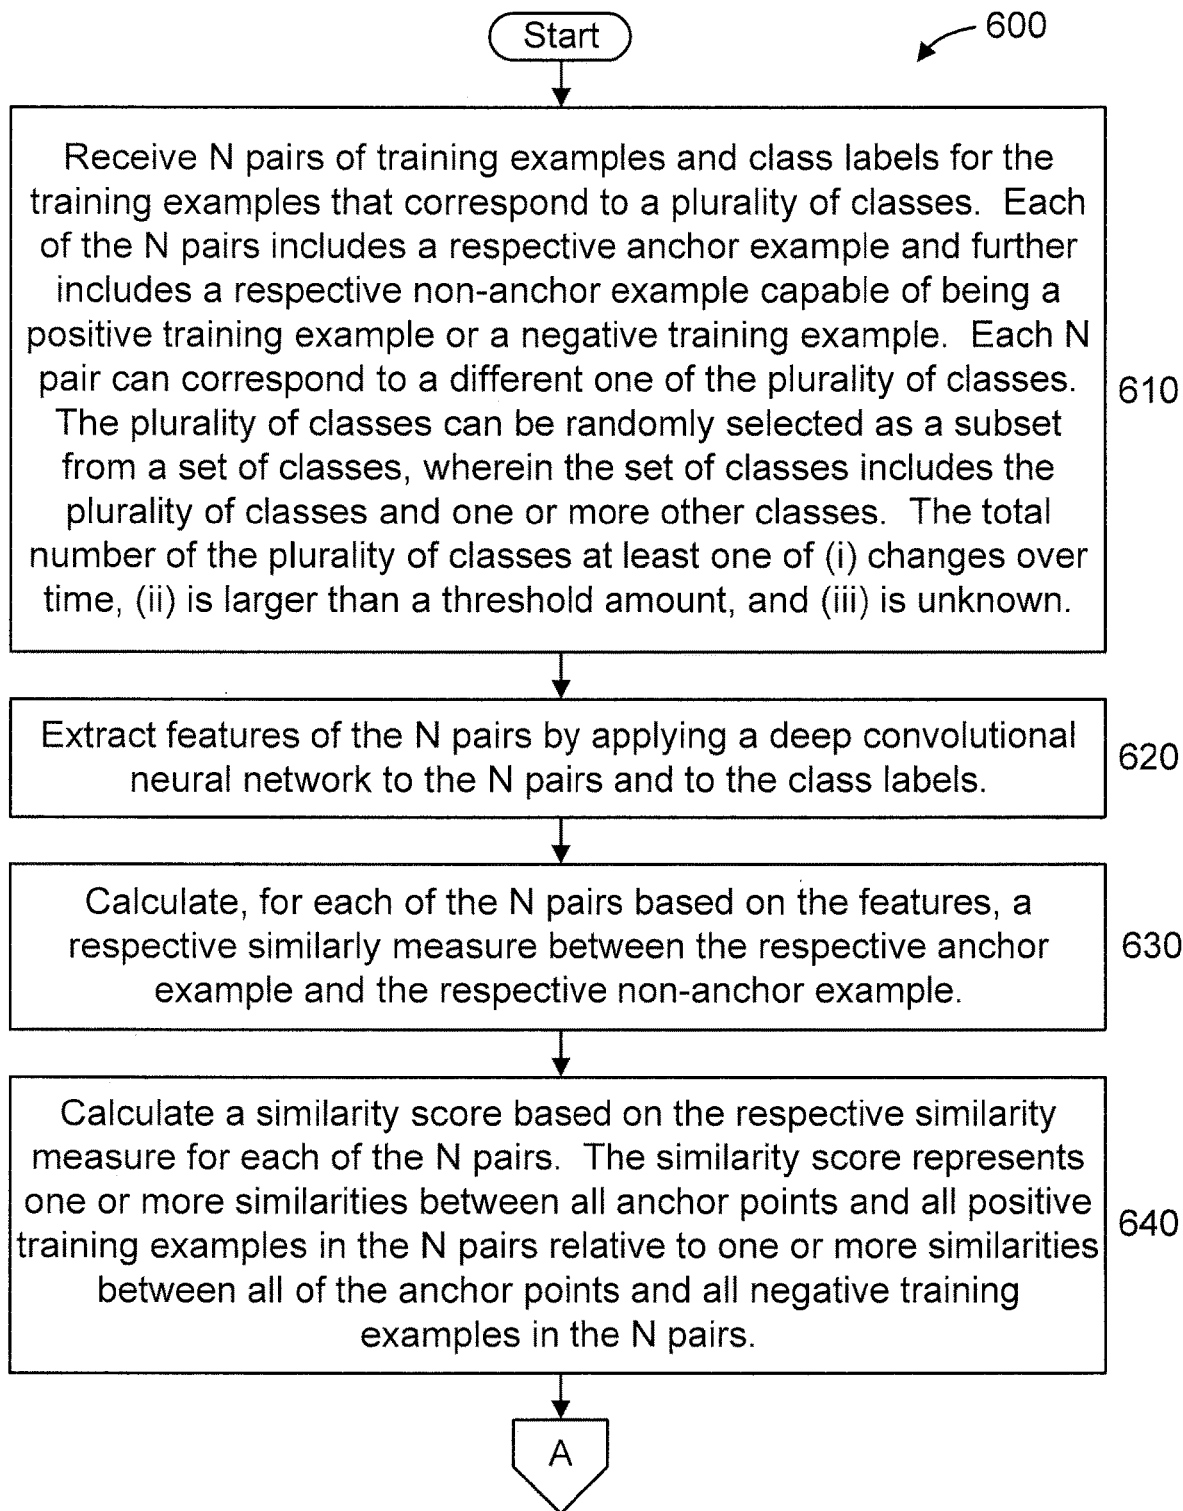 Start
600
Receive N pairs of training examples and class labels for the
training examples that correspond to a plurality of classes. Each
of the N pairs includes a respective anchor example and further
includes a respective non-anchor example capable of being a
positive training example or a negative training example. Each N
pair can correspond to a different one of the plurality of classes.
The plurality of classes can be randomly selected as a subset
from a set of classes, wherein the set of classes includes the
plurality of classes and one or more other classes. The total
number of the plurality of classes at least one of (i) changes over
time, (ii) is larger than a threshold amount, and (iii) is unknown.
610
Extract features of the N pairs by applying a deep convolutional
neural network to the N pairs and to the class labels.
620
Calculate, for each of the N pairs based on the features, a
respective similarly measure between the respective anchor
example and the respective non-anchor example.
630
Calculate a similarity score based on the respective similarity
measure for each of the N pairs. The similarity score represents
one or more similarities between all anchor points and all positive
training examples in the N pairs relative to one or more similarities
between all of the anchor points and all negative training
examples in the N pairs.
640
A